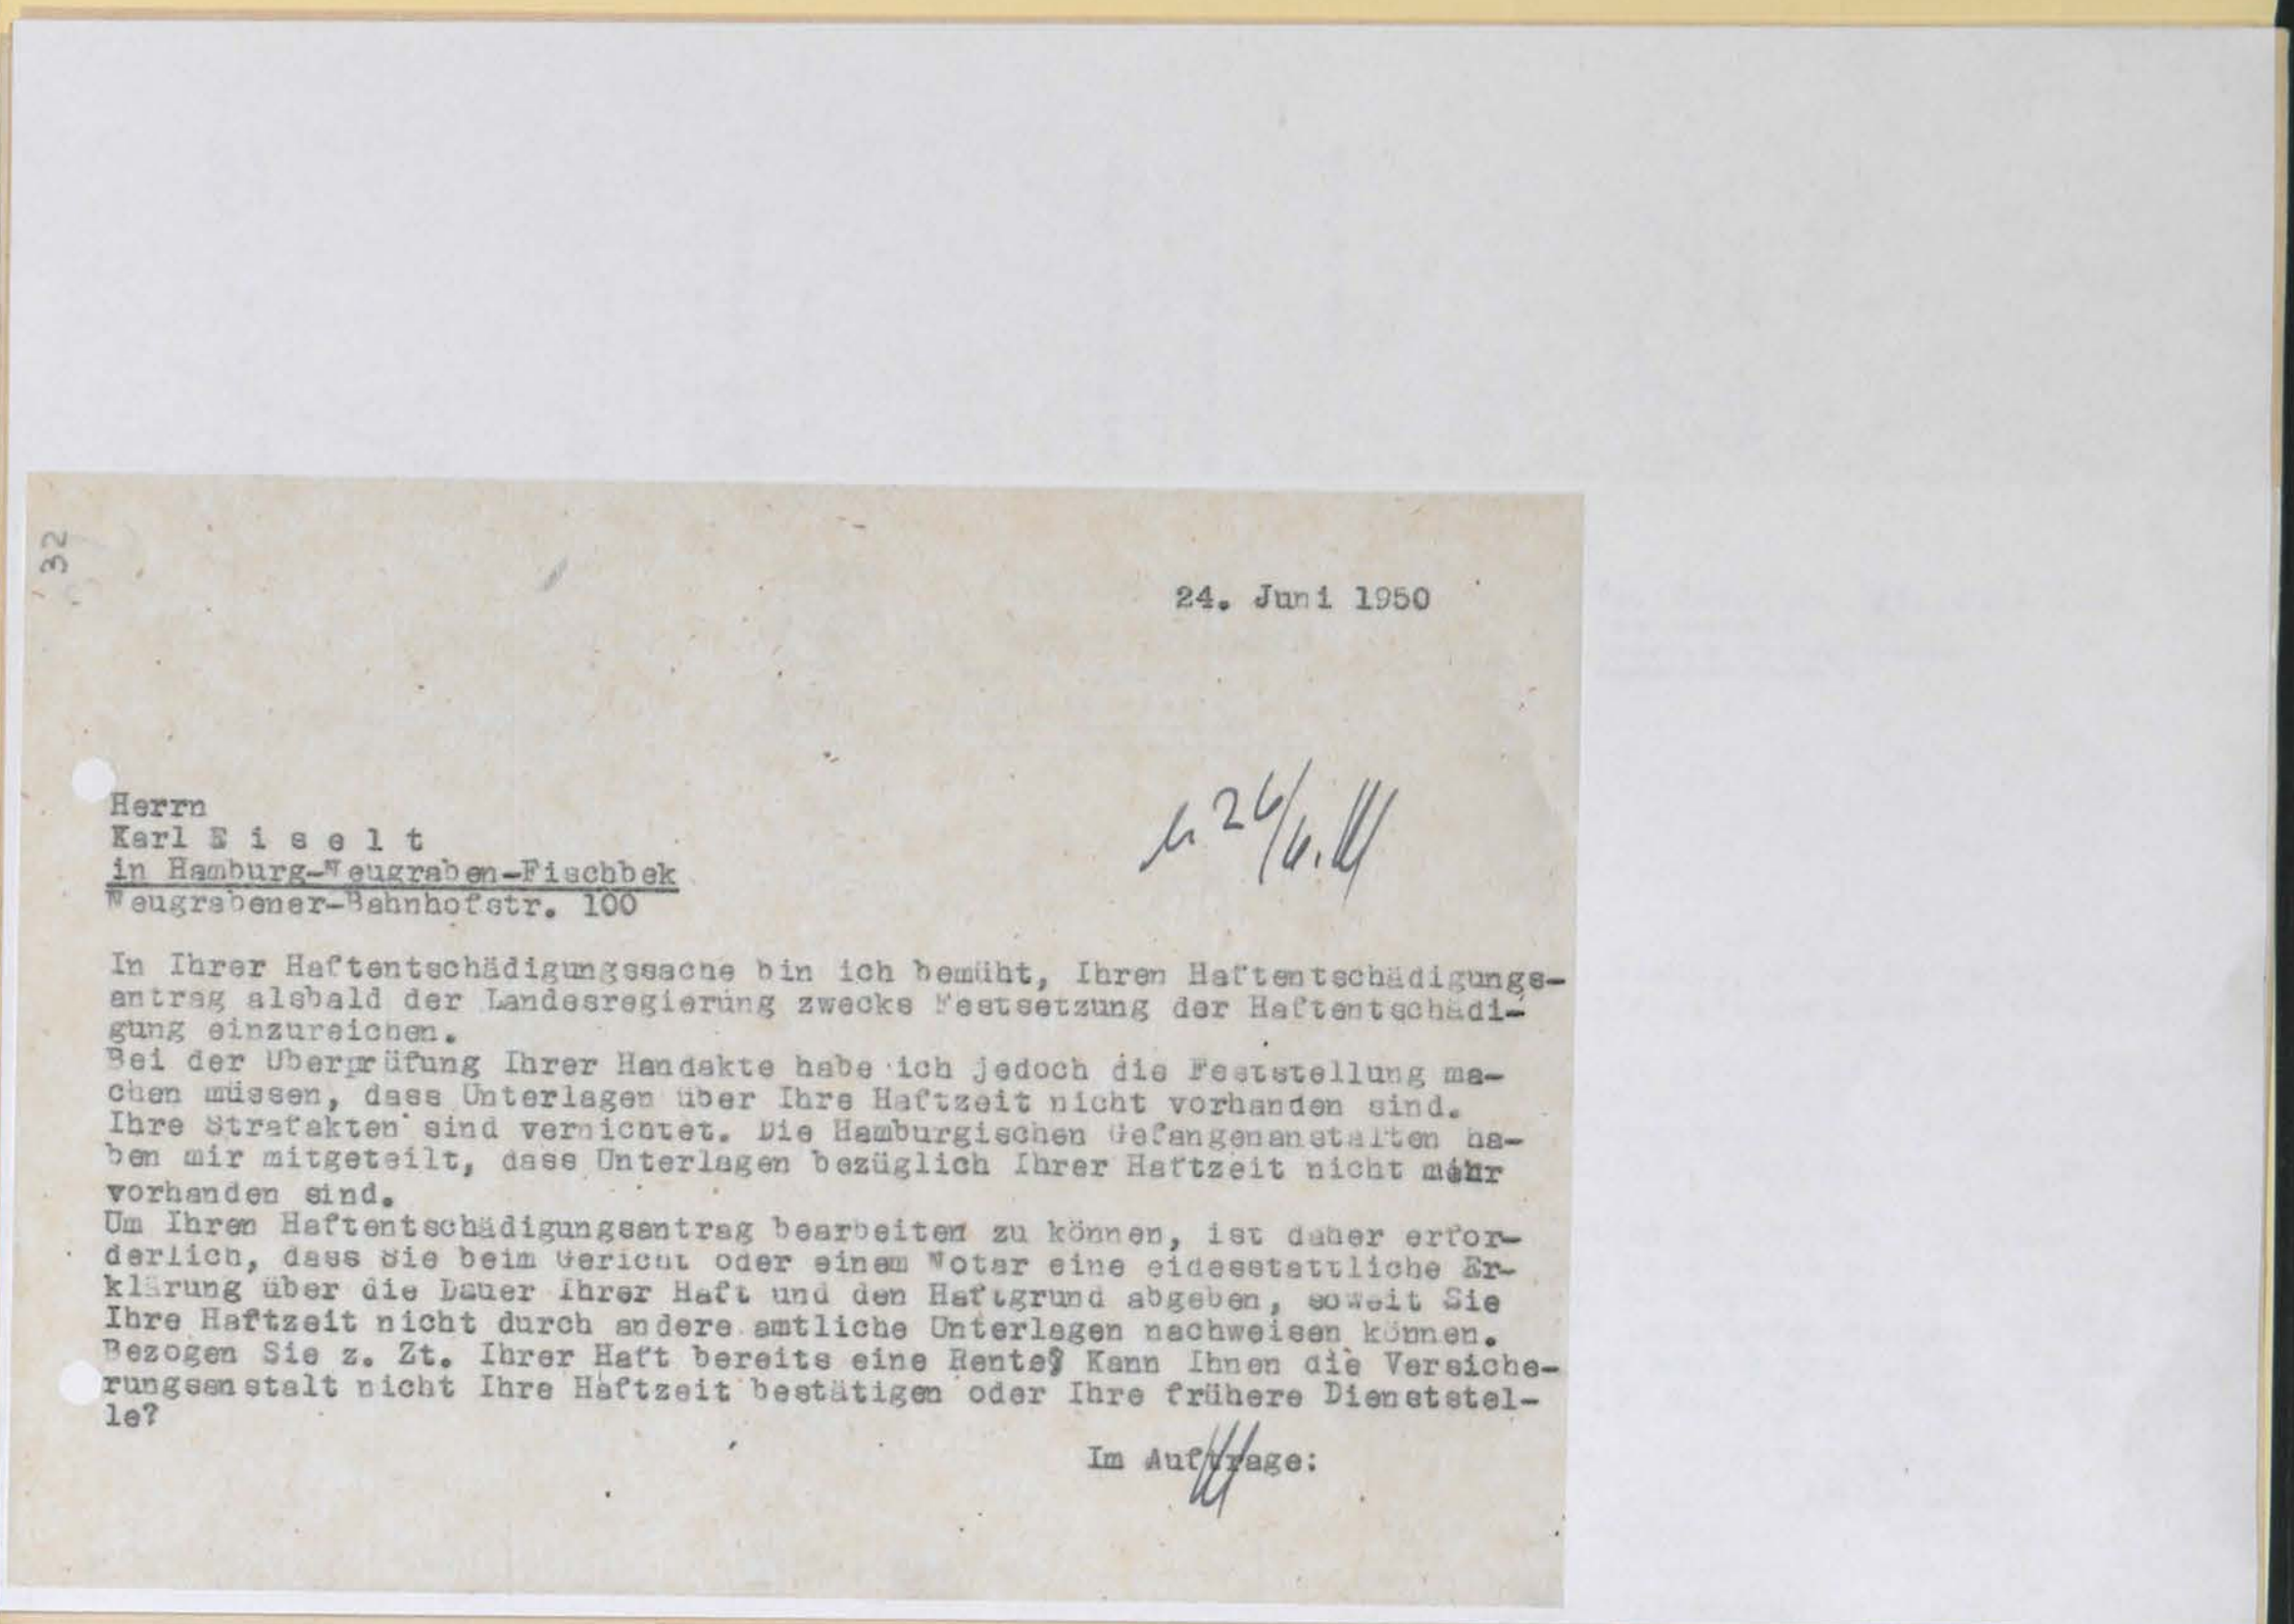 32
24. Juni 1950
26/6.
Herrn
Karl E i s e l t
in Hamburg-Neugraben-Fischbek
Neugrabener-Bahnhofstr. 100
In Ihrer Haftentschädigungssache bin ich bemüht, Ihren Haftentschädigungs-
antrag alsbald der Landesregierung zwecks Festsetzung der Haftentschädi-
gung einzureichen.
Bei der Überprüfung Ihrer Handakte habe ich jedoch die Feststellung ma-
chen müssen, dass Unterlagen über Ihre Haftzeit nicht vorhanden sind.
Ihre Strafakten sind vernichtet. Die Hamburgischen Gefangenanstalten ha-
ben mir mitgeteilt, dass Unterlagen bezüglich Ihrer Haftzeit nicht mehr
vorhanden sind.
Um Ihren Haftentschädigungsantrag bearbeiten zu können, ist daher erfor-
derlich, dass Sie beim Gericht oder einem Notar eine eidesstattliche Er-
klärung über die Dauer Ihrer Haft und den Haftgrund abgeben, soweit Sie
Ihre Haftzeit nicht durch andere amtliche Unterlagen nachweisen können.
Bezogen Sie z. Zt. Ihrer Haft bereits eine Rente? Kann Ihnen die Versiche-
rungsanstalt nicht Ihre Haftzeit bestätigen oder Ihre frühere Dienststel-
le?
Im Auftrage: